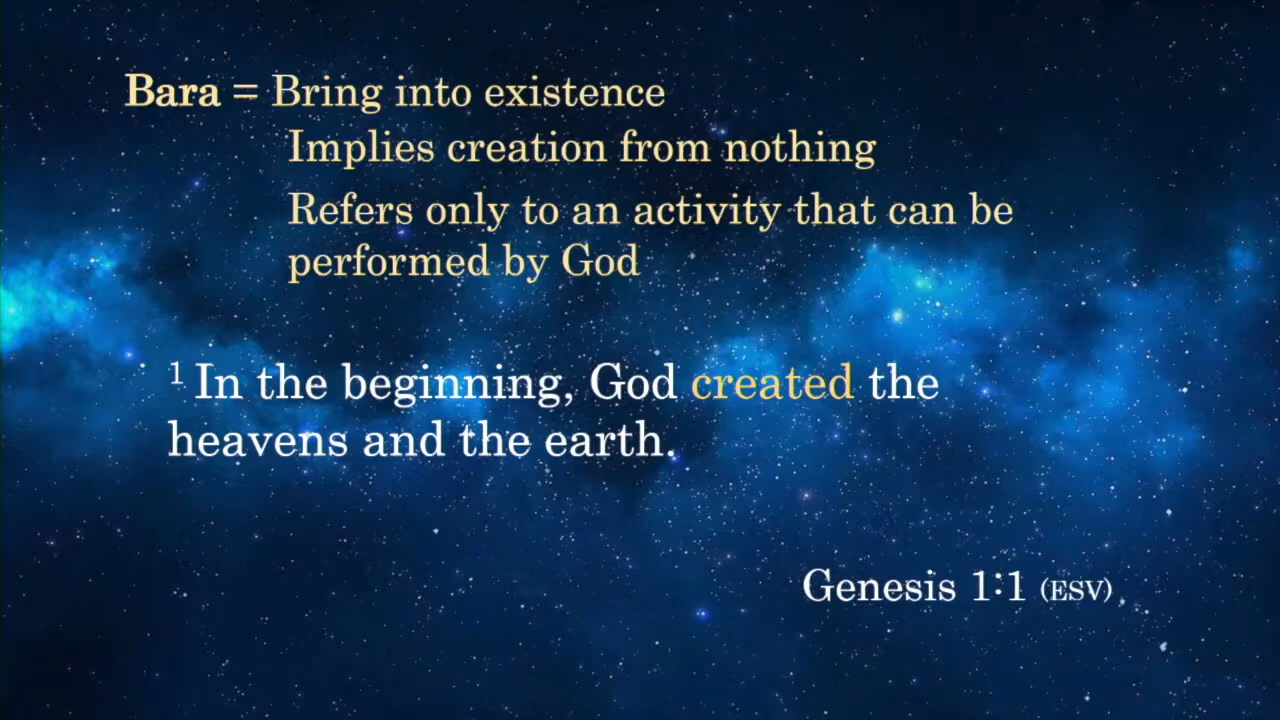 Bara = Bring into existence
Implies creation from nothing
Refers only to an activity that can be
performed by God
1 In the beginning, God created the
heavens and the earth.
Genesis 1:1 (ESV)